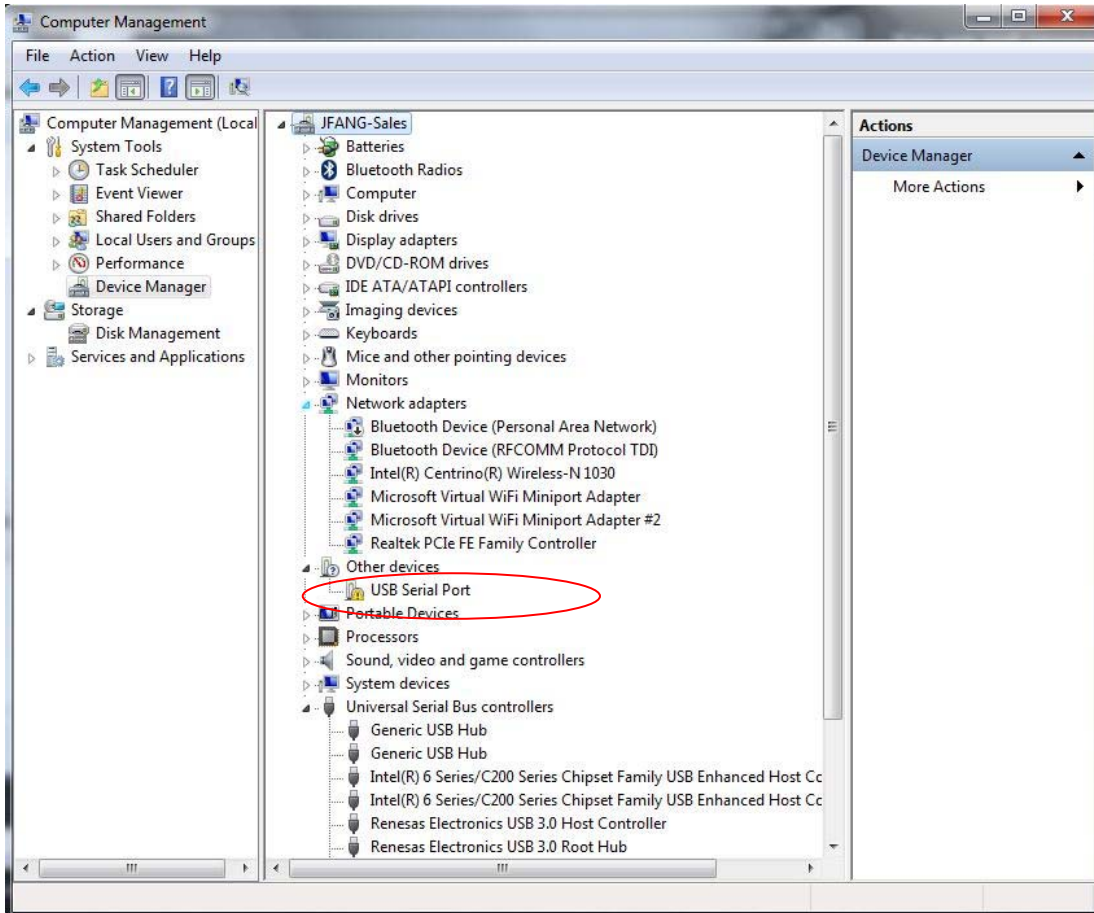 Computer Management
File Action View Help
Computer Management (Local
System Tools
Task Scheduler
Event Viewer
Shared Folders
Local Users and Groups
Performance
Device Manager
Storage
Disk Management
Services and Applications
JFANG-Sales
Batteries
Bluetooth Radios
Computer
Disk drives
Display adapters
DVD/CD-ROM drives
IDE ATA/ATAPI controllers
Imaging devices
Keyboards
Mice and other pointing devices
Monitors
Network adapters
Bluetooth Device (Personal Area Network)
Bluetooth Device (RFCOMM Protocol TDI)
Intel(R) Centrino(R) Wireless-N 1030
Microsoft Virtual WiFi Miniport Adapter
Microsoft Virtual WiFi Miniport Adapter #2
Realtek PCIe FE Family Controller
Other devices
USB Serial Port
Portable Devices
Processors
Sound, video and game controllers
System devices
Universal Serial Bus controllers
Generic USB Hub
Generic USB Hub
Intel(R) 6 Series/C200 Series Chipset Family USB Enhanced Host Cc
Intel(R) 6 Series/C200 Series Chipset Family USB Enhanced Host Cc
Renesas Electronics USB 3.0 Host Controller
Renesas Electronics USB 3.0 Root Hub
Actions
Device Manager
More Actions